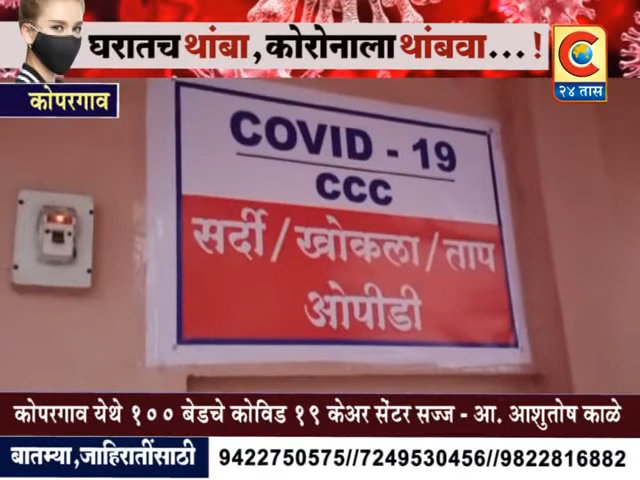 घरातच थांबा,कोरोनाला थांबवा...!
C
२४ तास
कोपरगाव
COVID - 19
CCC
सर्दी/खोकला/ताप
ओपीडी
कोपरगाव येथे १०० बेडचे कोविड १९ केअर सेंटर सज्ज - आ. आशुतोष काळे
बातम्या,जाहिरातींसाठी
9422750575//7249530456//9822816882